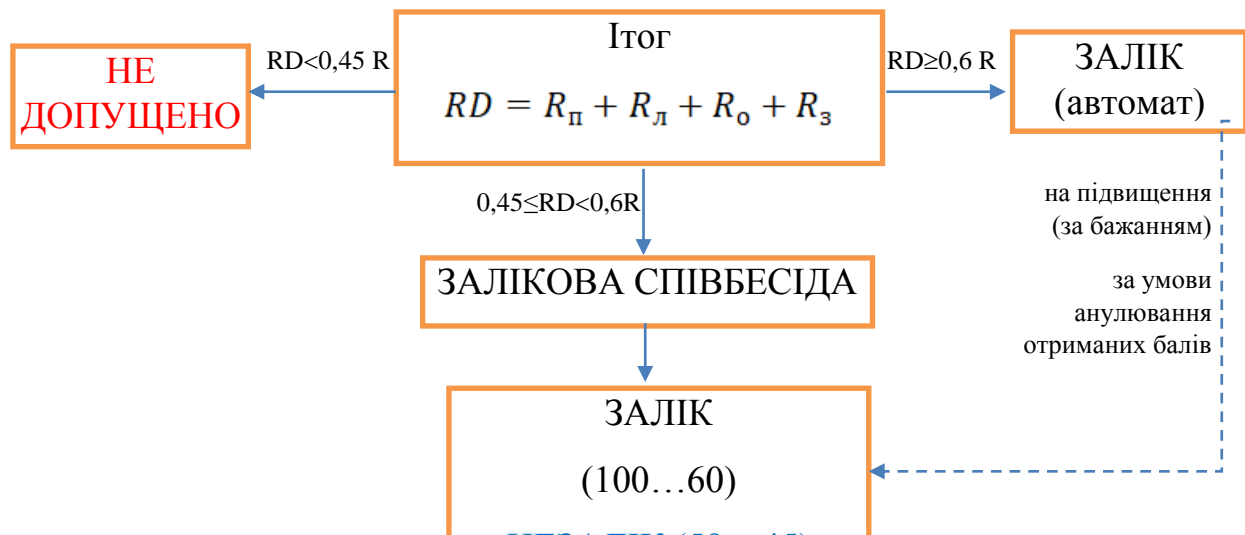 Ітог
RD = Rп + Rл + Rо + Rз
RD<0,45 R
НЕ
ДОПУЩЕНО
RD≥0,6 R
ЗАЛІК
(автомат)
0,45≤RD<0,6R
на підвищення
(за бажанням)
за умови
анулювання
отриманих балів
ЗАЛІКОВА СПІВБЕСІДА
ЗАЛІК
(100…60)